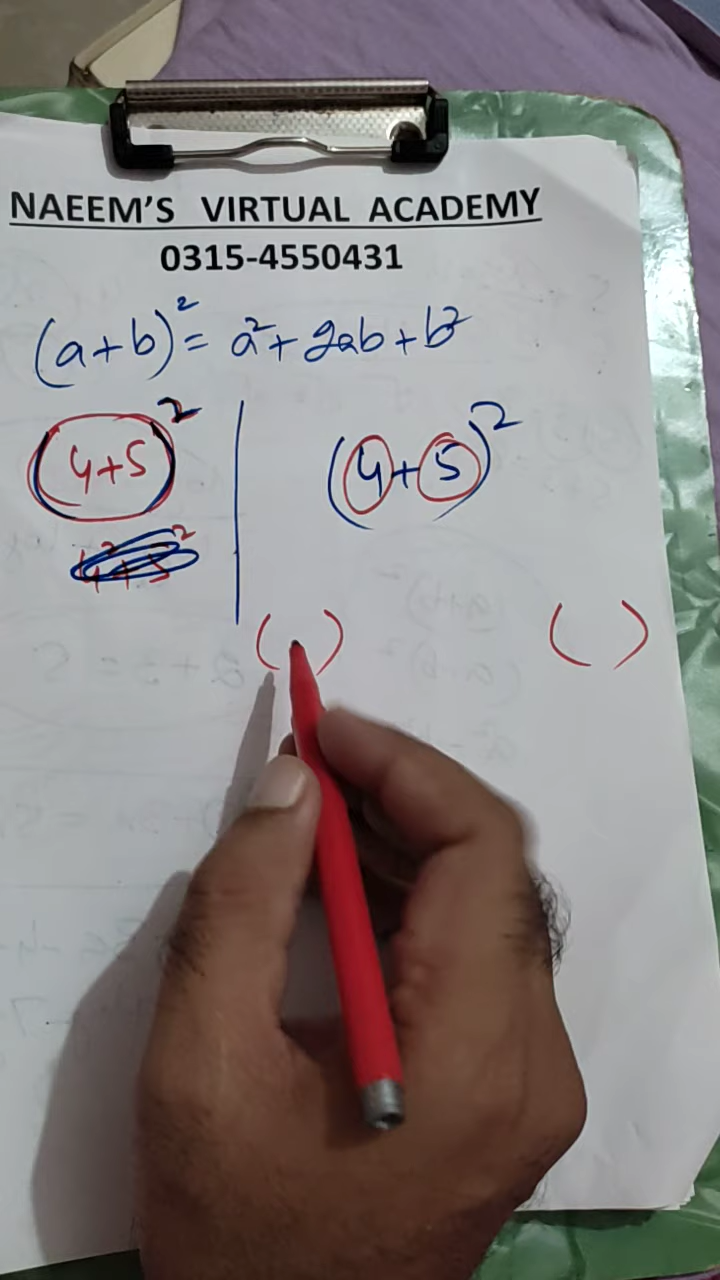 NAEEM'S VIRTUAL ACADEMY
0315-4550431
(a+b)² = a² + 2ab + b²
(4+5)²
(4+5)²
( ) ( )